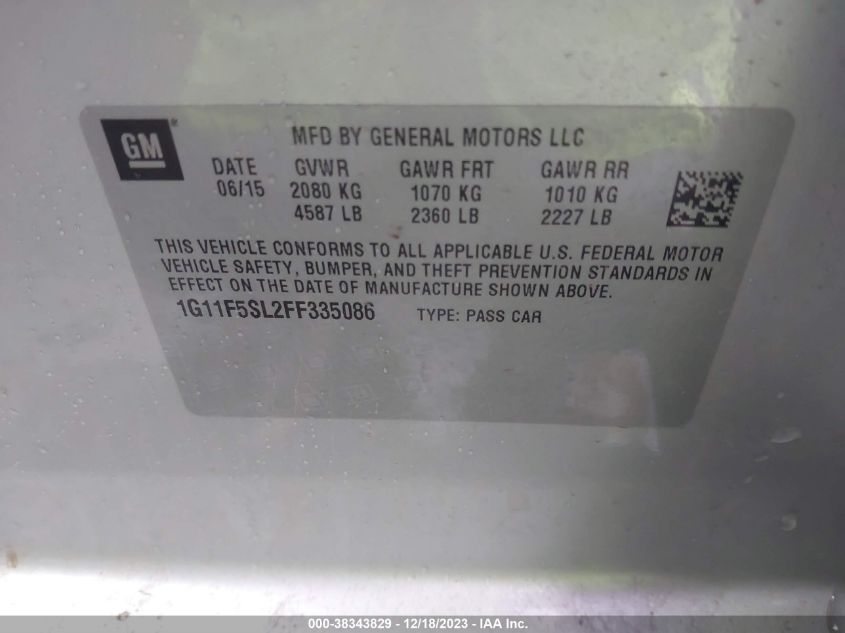 GM
MFD BY GENERAL MOTORS LLC
DATE GVWR GAWR FRT GAWR RR
06/15 2080 KG 1070 KG 1010 KG
4587 LB 2360 LB 2227 LB
THIS VEHICLE CONFORMS TO ALL APPLICABLE U.S. FEDERAL MOTOR
VEHICLE SAFETY, BUMPER, AND THEFT PREVENTION STANDARDS IN
EFFECT ON THE DATE OF MANUFACTURE SHOWN ABOVE.
1G11F5SL2FF335086 TYPE: PASS CAR
000-38343829 - 12/18/2023 - IAA Inc.